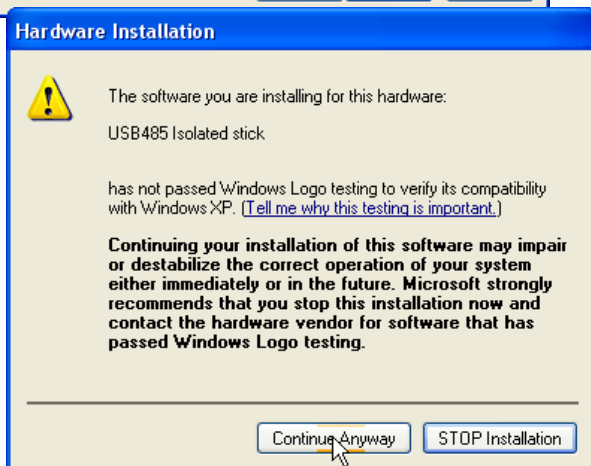 Hardware Installation
The software you are installing for this hardware:
USB485 Isolated stick
has not passed Windows Logo testing to verify its compatibility
with Windows XP. (Tell me why this testing is important.)
Continuing your installation of this software may impair
or destabilize the correct operation of your system
either immediately or in the future. Microsoft strongly
recommends that you stop this installation now and
contact the hardware vendor for software that has
passed Windows Logo testing.
Continue Anyway
STOP Installation